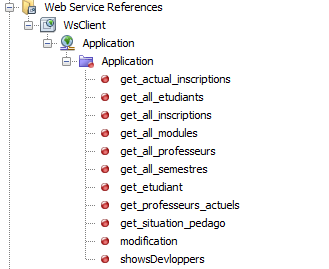 Web Service References
WsClient
Application
Application
get_actual_inscriptions
get_all_etudiants
get_all_inscriptions
get_all_modules
get_all_professeurs
get_all_semestres
get_etudiant
get_professeurs_actuels
get_situation_pedago
modification
showsDevloppers